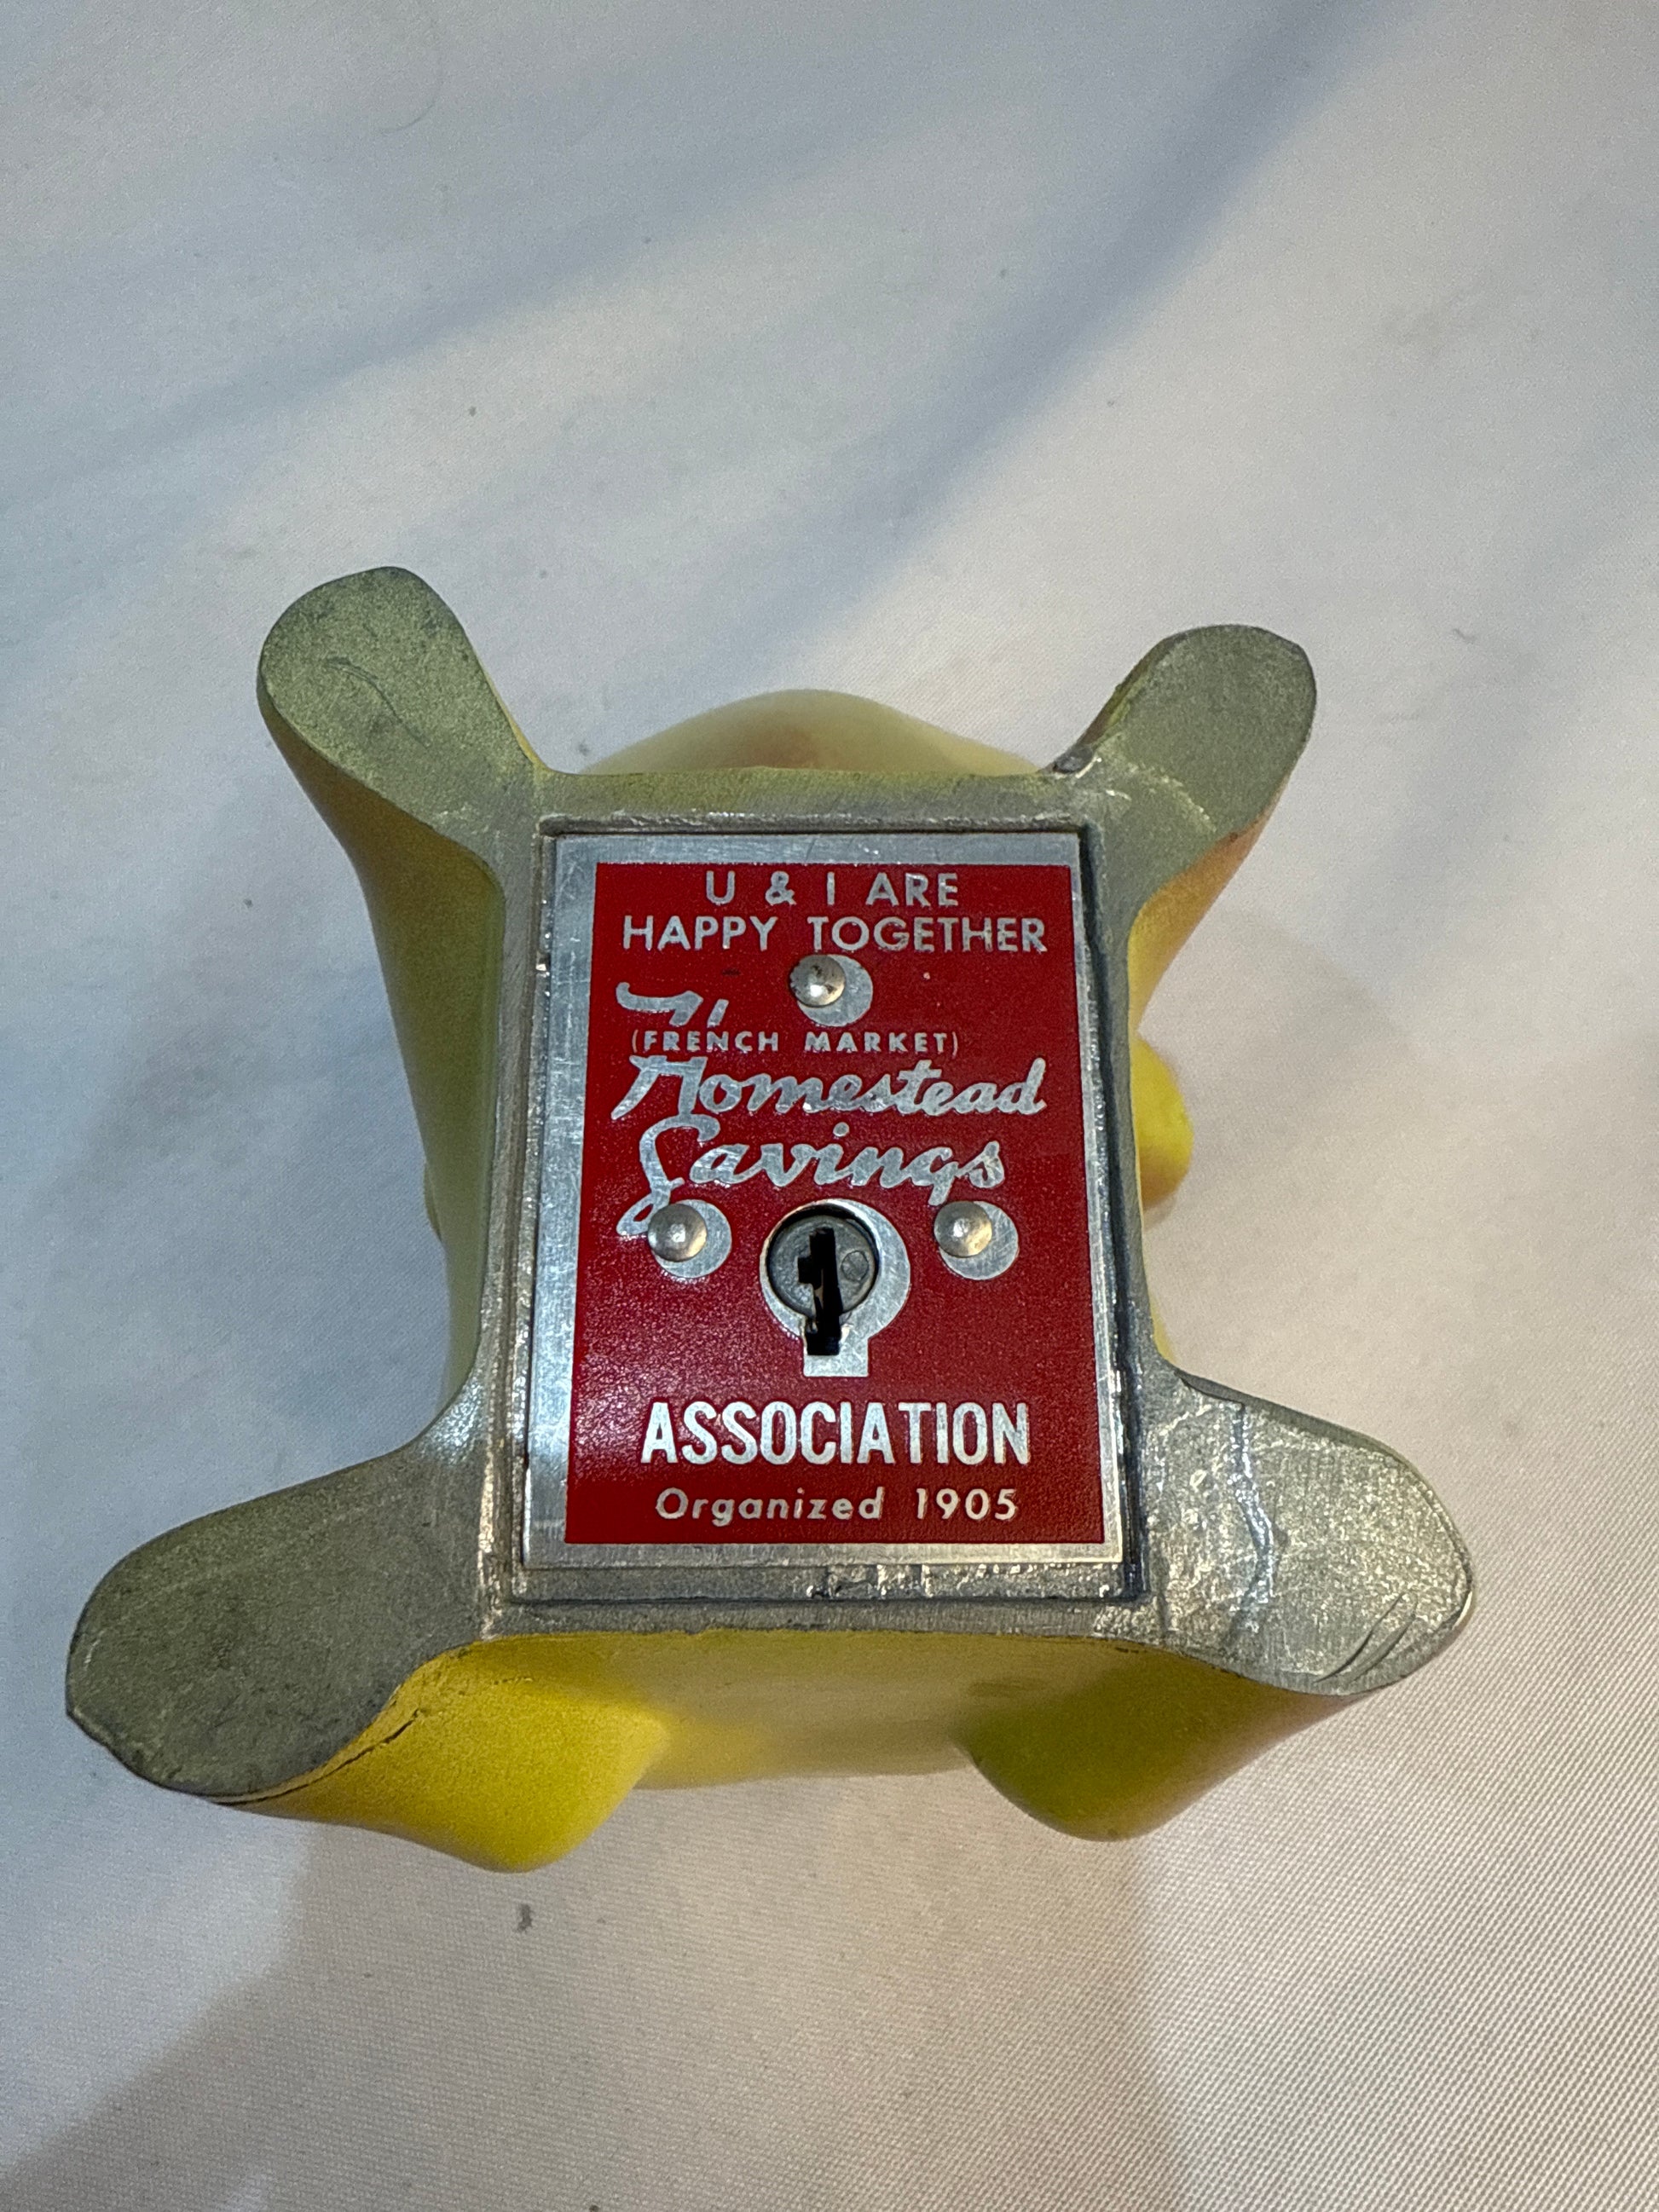 U & I ARE
HAPPY TOGETHER
(FRENCH MARKET)
Homestead
Savings
ASSOCIATION
Organized 1905